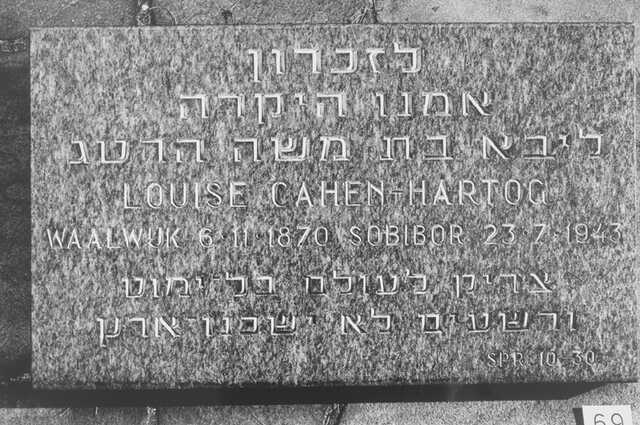 לזכרון
אמנו היקרה
ליבא בת משה הרטג
LOUISE CAHEN-HARTOG
WAALWIJK 6·11·1870 SOBIBOR 23·7·1943
צדיק לעולם בל־ימוט
ורשעים לא ישכנו־ארץ
SPR. 10·30
69